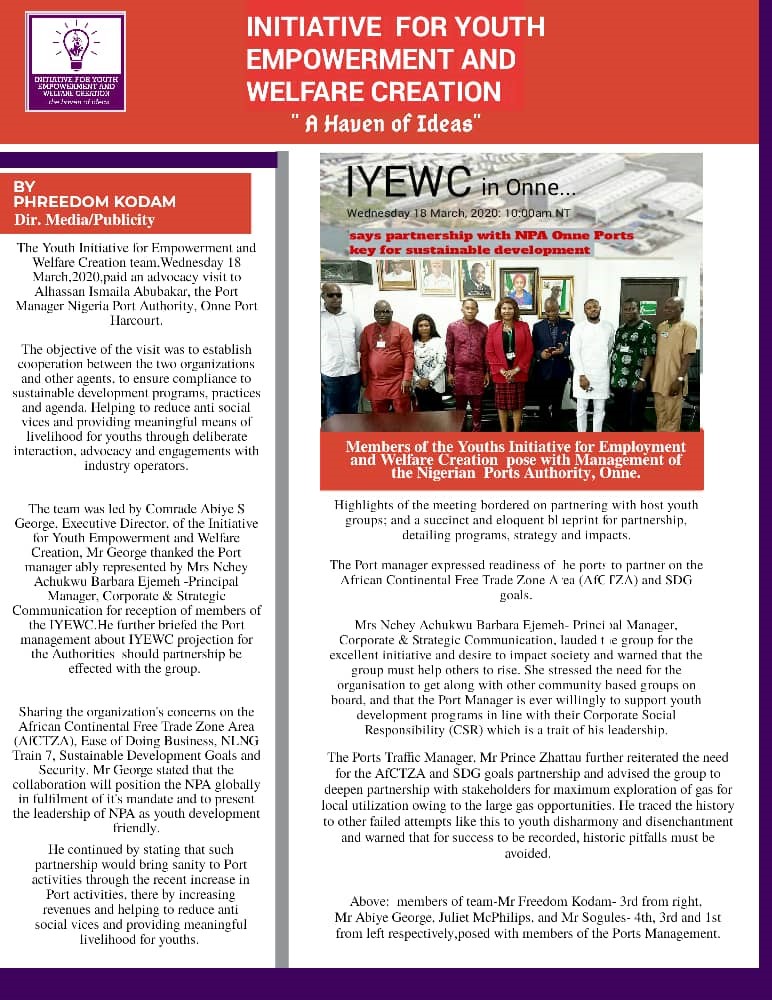 INITIATIVE FOR YOUTH
EMPOWERMENT AND
WELFARE CREATION
the haven of ideas
INITIATIVE FOR YOUTH
EMPOWERMENT AND
WELFARE CREATION
" A Haven of Ideas"
BY
PHREEDOM KODAM
Dir. Media/Publicity
The Youth Initiative for Empowerment and
Welfare Creation team,Wednesday 18
March,2020,paid an advocacy visit to
Alhassan Ismaila Abubakar, the Port
Manager Nigeria Port Authority, Onne Port
Harcourt.
The objective of the visit was to establish
cooperation between the two organizations
and other agents, to ensure compliance to
sustainable development programs, practices
and agenda. Helping to reduce anti social
vices and providing meaningful means of
livelihood for youths through deliberate
interaction, advocacy and engagements with
industry operators.
The team was led by Comrade Abiye S
George, Executive Director, of the Initiative
for Youth Empowerment and Welfare
Creation, Mr George thanked the Port
manager ably represented by Mrs Nchey
Achukwu Barbara Ejemeh -Principal
Manager, Corporate & Strategic
Communication for reception of members of
the IYEWC.He further briefed the Port
management about IYEWC projection for
the Authorities should partnership be
effected with the group.
Sharing the organization's concerns on the
African Continental Free Trade Zone Area
(AfCTZA), Ease of Doing Business, NLNG
Train 7, Sustainable Development Goals and
Security. Mr George stated that the
collaboration will position the NPA globally
in fulfilment of it's mandate and to present
the leadership of NPA as youth development
friendly.
He continued by stating that such
partnership would bring sanity to Port
activities through the recent increase in
Port activities, there by increasing
revenues and helping to reduce anti
social vices and providing meaningful
livelihood for youths.
IYEWC in Onne...
Wednesday 18 March, 2020: 10:00am.NT
says partnership with NPA Onne Ports
key for sustainable development
Members of the Youths Initiative for Employment
and Welfare Creation pose with Management of
the Nigerian Ports Authority, Onne.
Highlights of the meeting bordered on partnering with host youth
groups; and a succinct and eloquent blueprint for partnership,
detailing programs, strategy and impacts.
The Port manager expressed readiness of the ports to partner on the
African Continental Free Trade Zone Area (AfCFTZA) and SDG
goals.
Mrs Nchey Achukwu Barbara Ejemeh- Principal Manager,
Corporate & Strategic Communication, lauded the group for the
excellent initiative and desire to impact society and warned that the
group must help others to rise. She stressed the need for the
organisation to get along with other community based groups on
board, and that the Port Manager is ever willingly to support youth
development programs in line with their Corporate Social
Responsibility (CSR) which is a trait of his leadership.
The Ports Traffic Manager, Mr Prince Zhattau further reiterated the need
for the AfCTZA and SDG goals partnership and advised the group to
deepen partnership with stakeholders for maximum exploration of gas for
local utilization owing to the large gas opportunities. He traced the history
to other failed attempts like this to youth disharmony and disenchantment
and warned that for success to be recorded, historic pitfalls must be
avoided.
Above: members of team-Mr Freedom Kodam- 3rd from right,
Mr Abiye George, Juliet McPhilips, and Mr Sogules- 4th, 3rd and 1st
from left respectively,posed with members of the Ports Management.